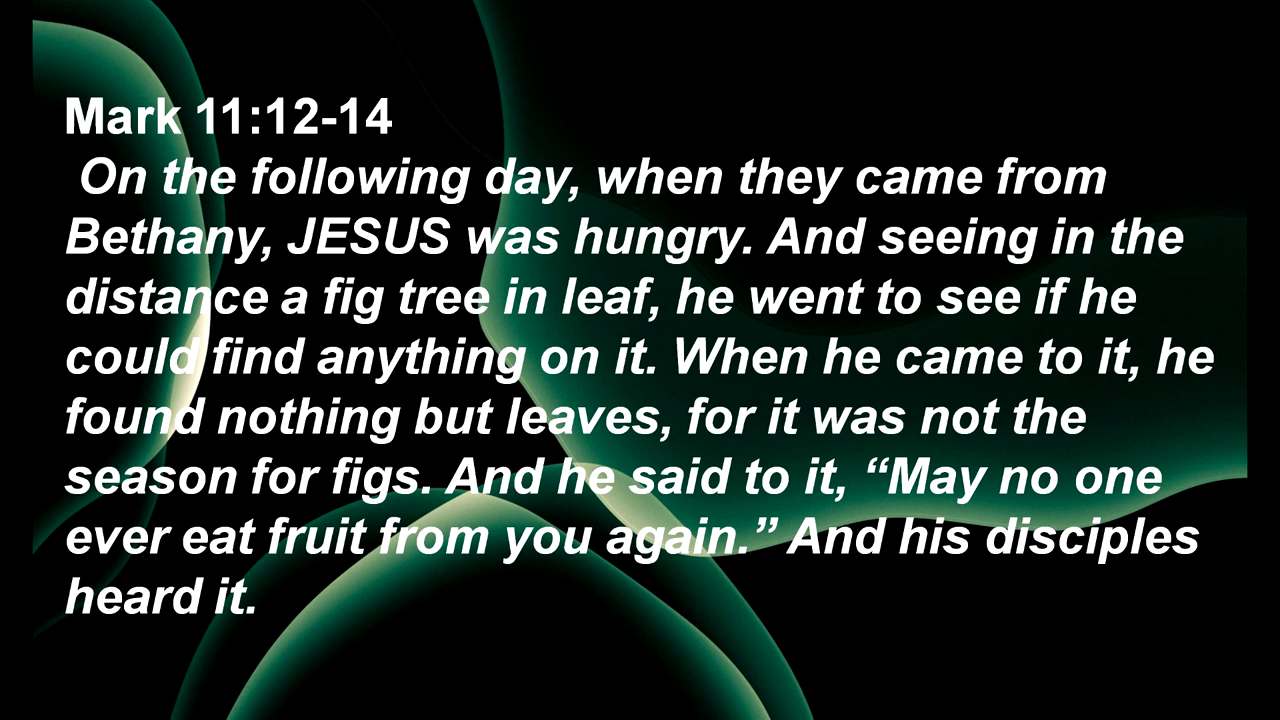 Mark 11:12-14
On the following day, when they came from
Bethany, JESUS was hungry. And seeing in the
distance a fig tree in leaf, he went to see if he
could find anything on it. When he came to it, he
found nothing but leaves, for it was not the
season for figs. And he said to it, “May no one
ever eat fruit from you again.” And his disciples
heard it.